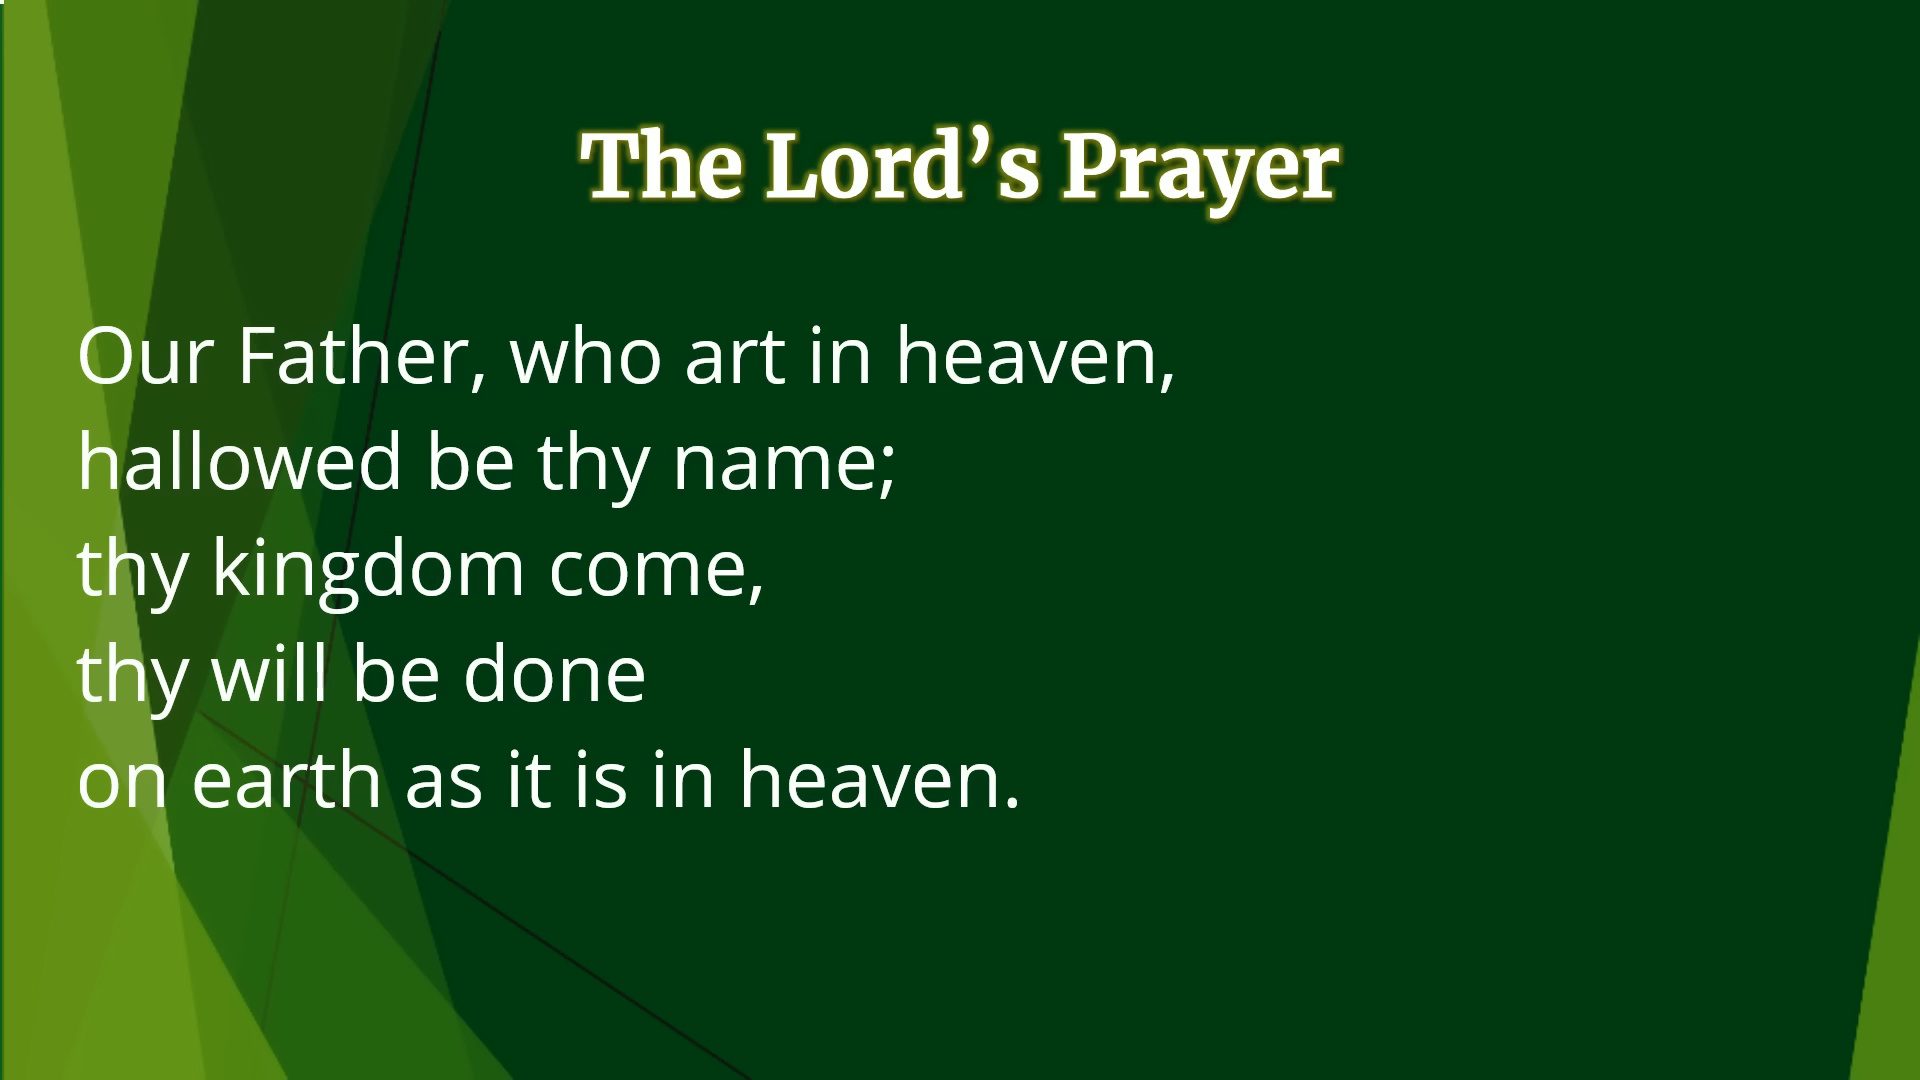 The Lord’s Prayer
Our Father, who art in heaven,
hallowed be thy name;
thy kingdom come,
thy will be done
on earth as it is in heaven.